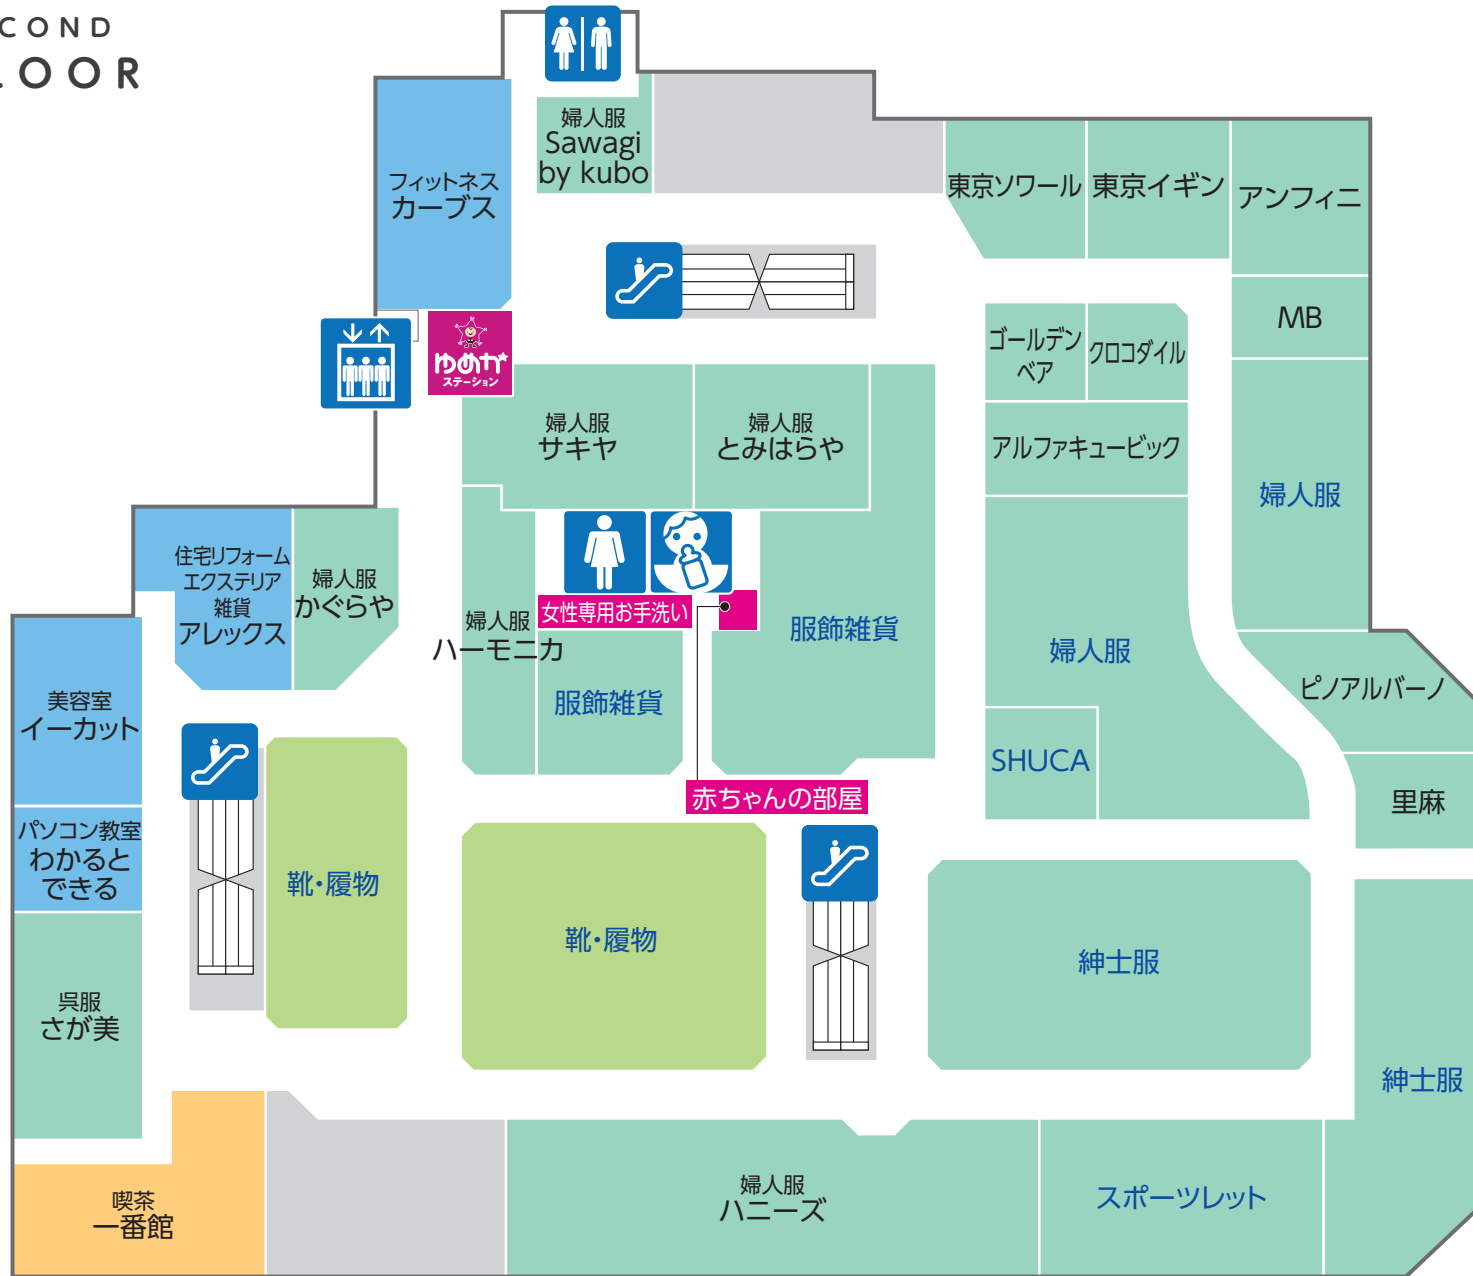 COND
LOOR
フィットネス
カーブス
婦人服
Sawagi
by kubo
東京ソワール
東京イギン
アンフィニ
MB
ゴールデン
ベア
クロコダイル
アルファキュービック
婦人服
ゆめか
ステーション
婦人服
サキヤ
婦人服
とみはらや
住宅リフォーム
エクステリア
雑貨
アレックス
婦人服
かぐらや
婦人服
ハーモニカ
女性専用お手洗い
服飾雑貨
服飾雑貨
赤ちゃんの部屋
婦人服
SHUCA
ピノアルバーノ
里麻
美容室
イーカット
パソコン教室
わかると
できる
靴・履物
靴・履物
紳士服
紳士服
呉服
さが美
喫茶
一番館
婦人服
ハニーズ
スポーツレット